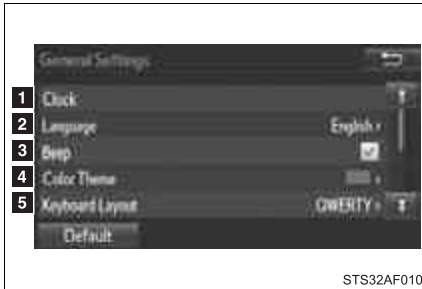 General Settings
1 Clock
2 Language English
3 Beep
4 Color Theme
5 Keyboard Layout QWERTY
Default
STS32AF010